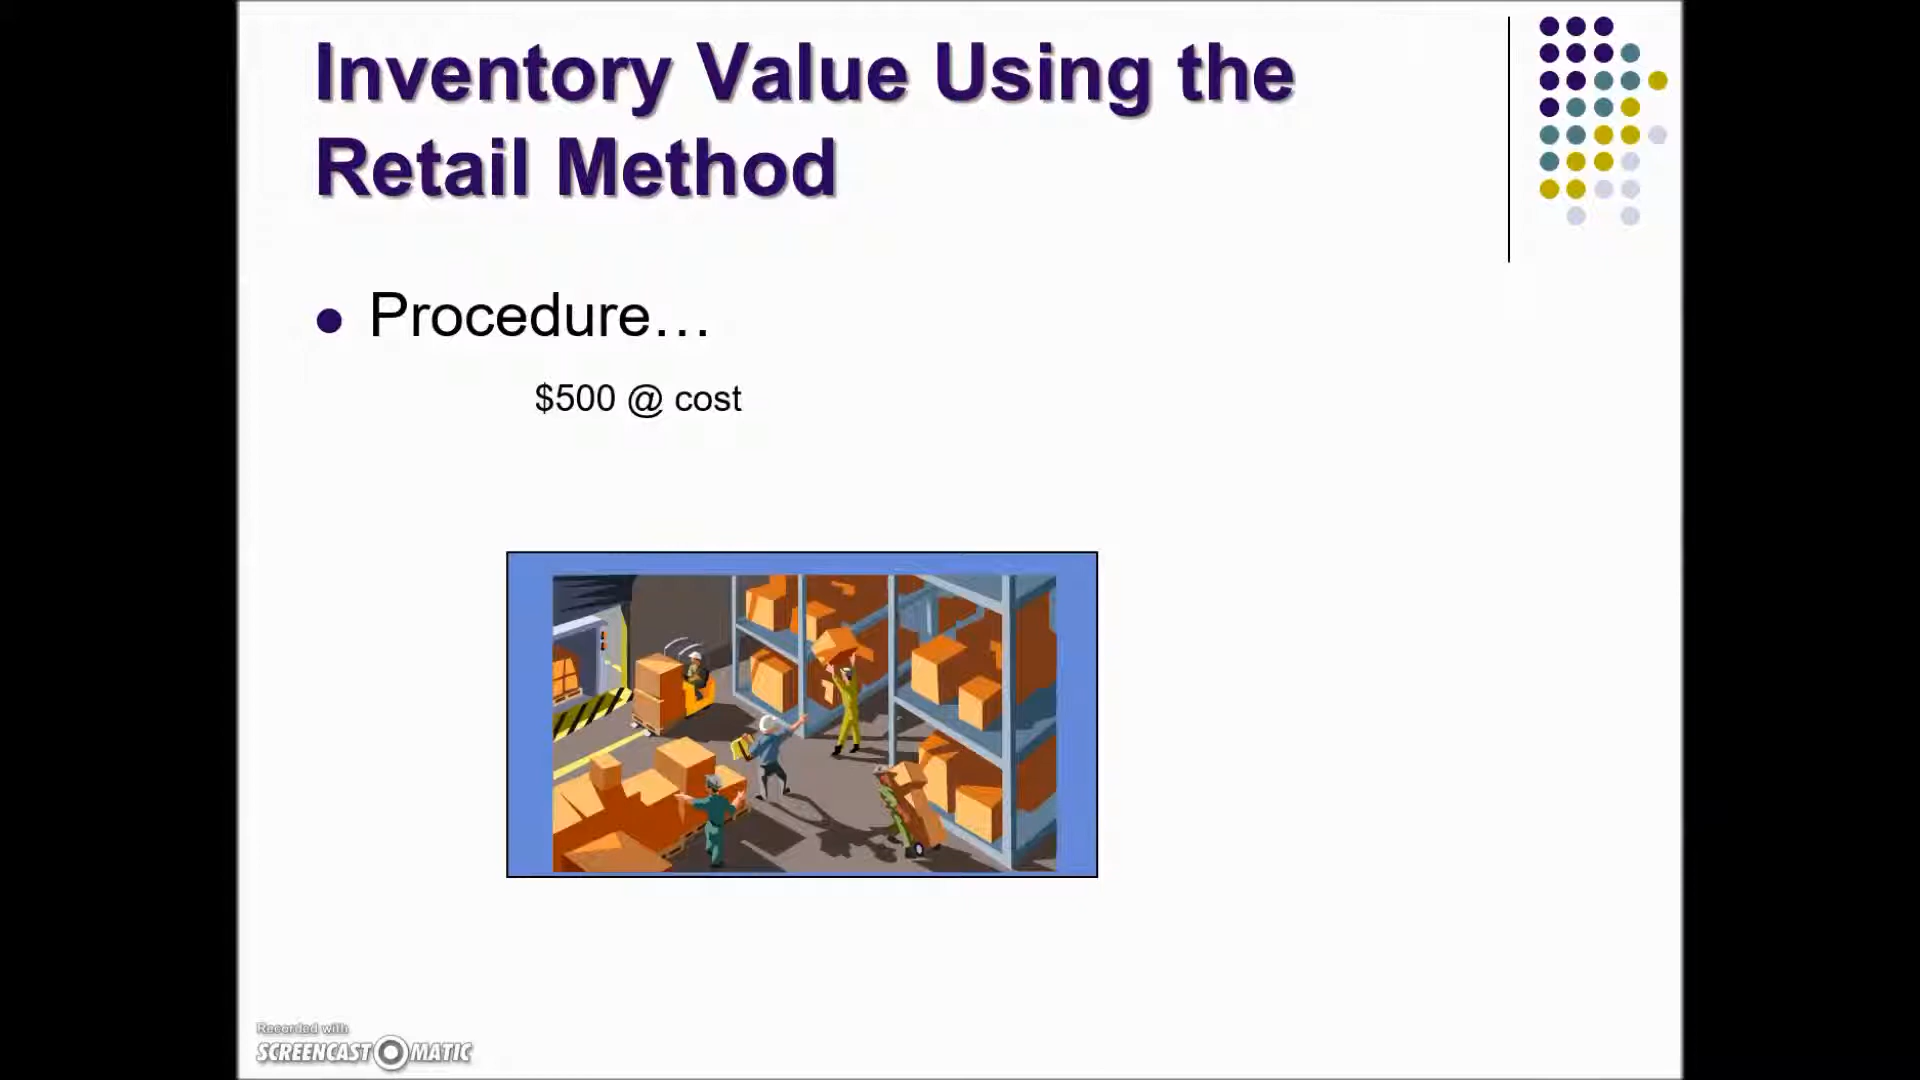 Inventory Value Using the
Retail Method
Procedure…
$500 @ cost
Recorded with
SCREENCAST MATIC